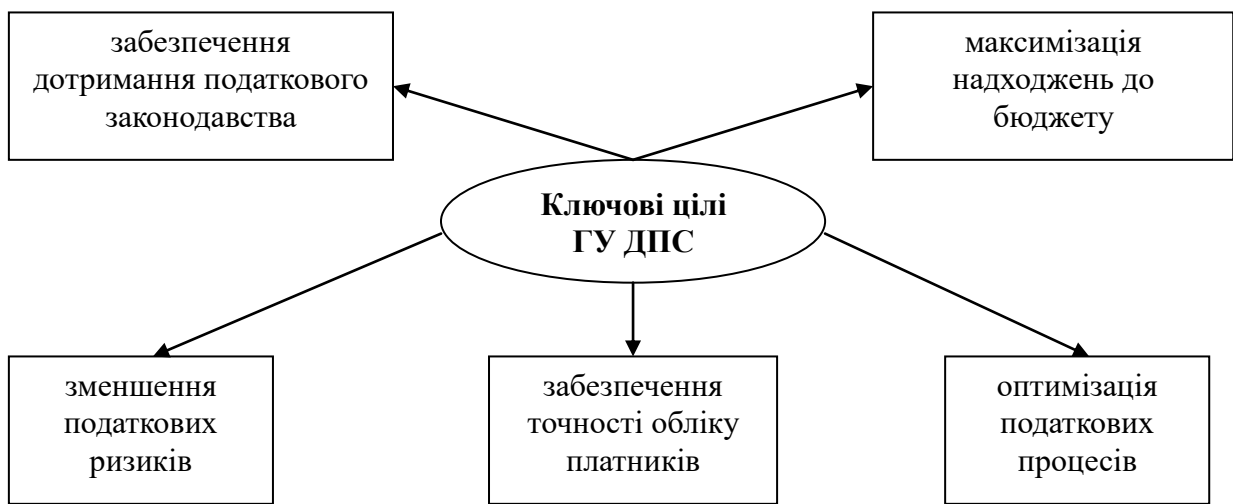 забезпечення
дотримання податкового
законодавства
максимізація
надходжень до
бюджету
Ключові цілі
ГУ ДПС
зменшення
податкових
ризиків
забезпечення
точності обліку
платників
оптимізація
податкових
процесів